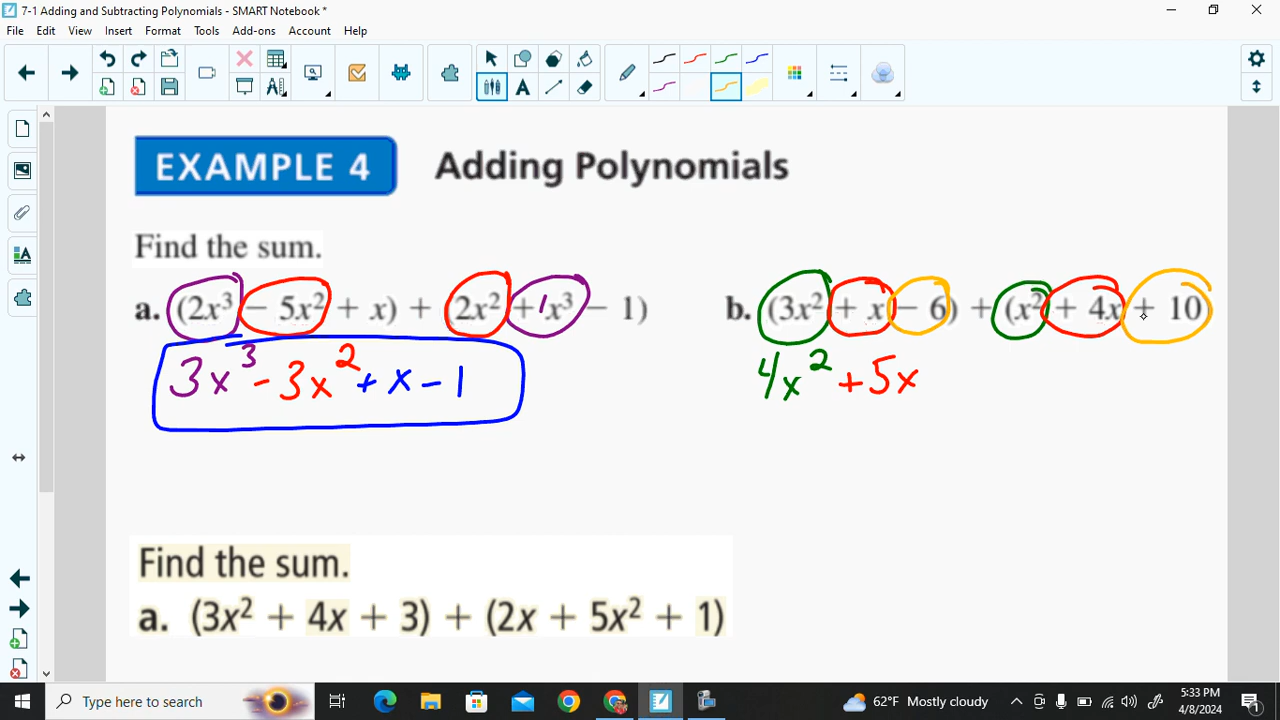 7-1 Adding and Subtracting Polynomials - SMART Notebook *
File Edit View Insert Format Tools Add-ons Account Help
EXAMPLE 4 Adding Polynomials
Find the sum.
a. (2x³ − 5x² + x) + (2x² + 1x³ − 1)
3x³ - 3x² + x - 1
b. (3x² + x − 6) + (x² + 4x + 10)
4x² + 5x
Find the sum.
a. (3x² + 4x + 3) + (2x + 5x² + 1)
Type here to search
62°F Mostly cloudy
5:33 PM
4/8/2024
1